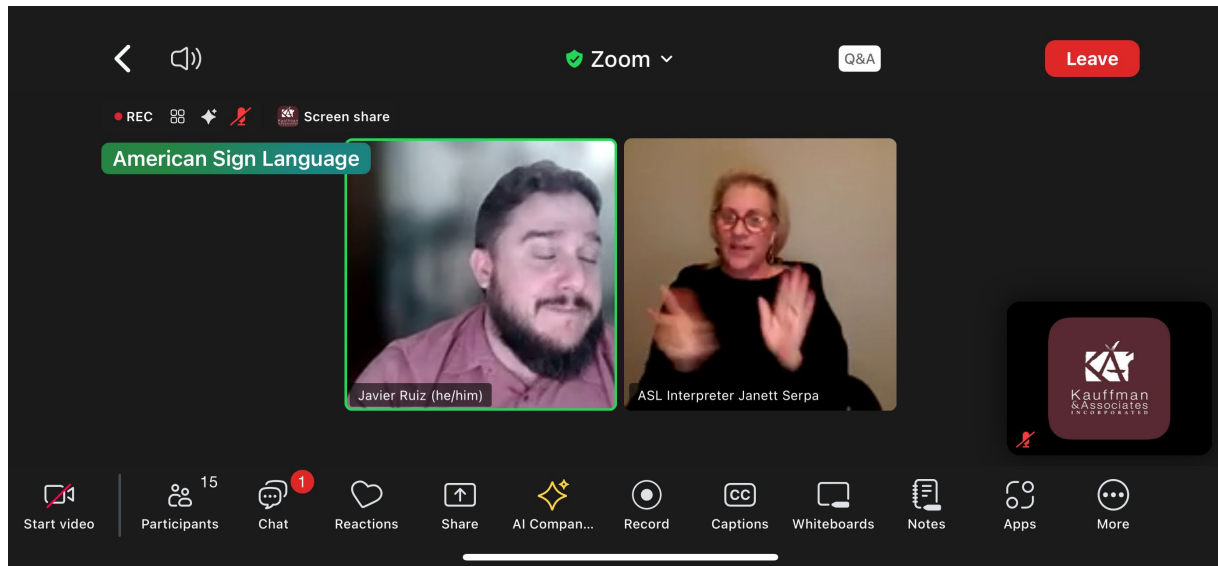 Zoom
Q&A
Leave
REC
Screen share
American Sign Language
Javier Ruiz (he/him)
ASL Interpreter Janett Serpa
KA
Kauffman
&Associates
INCORPORATED
Start video
15
Participants
1
Chat
Reactions
Share
AI Compan...
Record
CC
Captions
Whiteboards
Notes
Apps
More